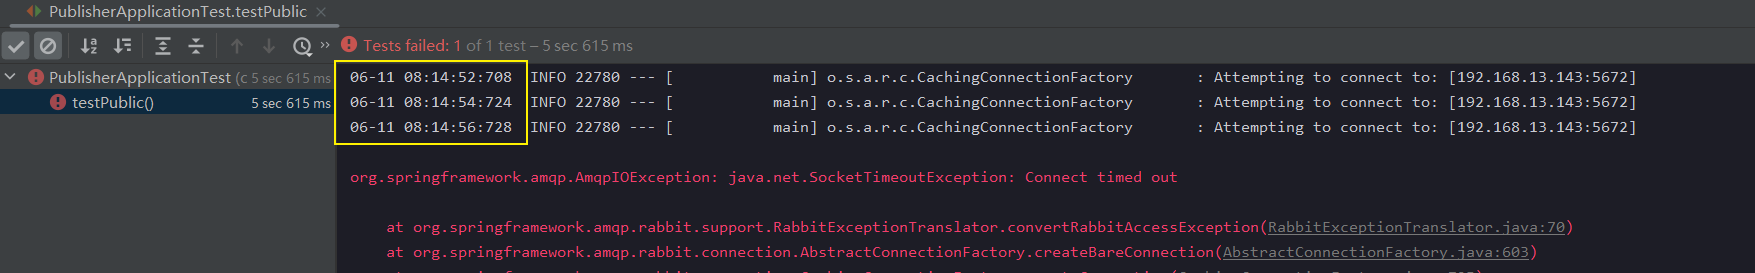 PublisherApplicationTest.testPublic ×
Tests failed: 1 of 1 test – 5 sec 615 ms
PublisherApplicationTest (c 5 sec 615 ms
testPublic() 5 sec 615 ms
06-11 08:14:52:708 INFO 22780 --- [ main] o.s.a.r.c.CachingConnectionFactory : Attempting to connect to: [192.168.13.143:5672]
06-11 08:14:54:724 INFO 22780 --- [ main] o.s.a.r.c.CachingConnectionFactory : Attempting to connect to: [192.168.13.143:5672]
06-11 08:14:56:728 INFO 22780 --- [ main] o.s.a.r.c.CachingConnectionFactory : Attempting to connect to: [192.168.13.143:5672]
org.springframework.amqp.AmqpIOException: java.net.SocketTimeoutException: Connect timed out
at org.springframework.amqp.rabbit.support.RabbitExceptionTranslator.convertRabbitAccessException(RabbitExceptionTranslator.java:70)
at org.springframework.amqp.rabbit.connection.AbstractConnectionFactory.createBareConnection(AbstractConnectionFactory.java:603)